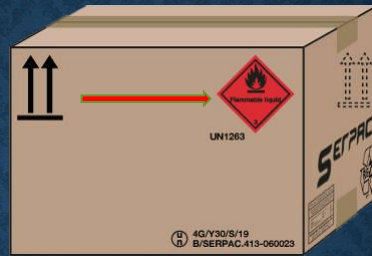 Flammable liquid
3
UN1263
SERPAC
4G/Y30/S/19
B/SERPAC.413-060023